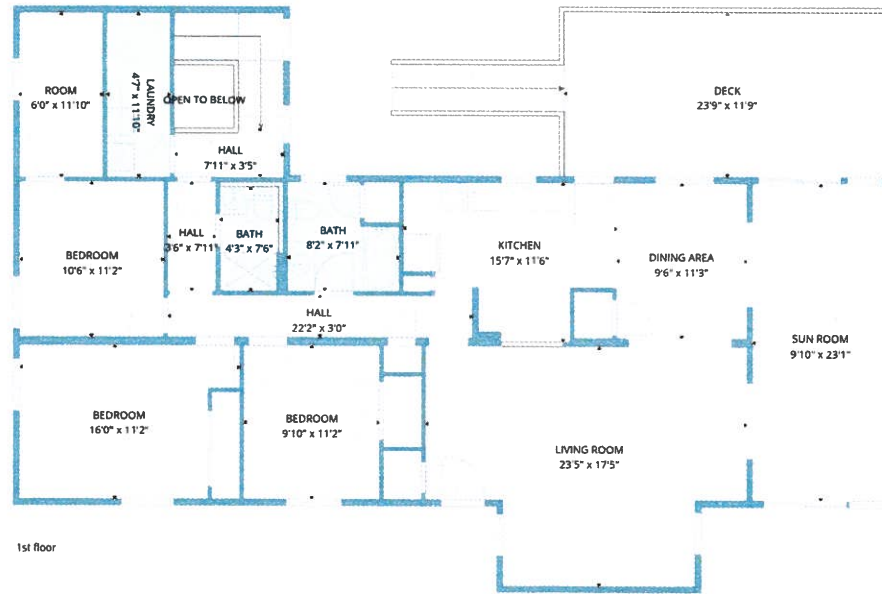 ROOM
6'0" x 11'10"
LAUNDRY
4'7" x 11'10"
OPEN TO BELOW
HALL
7'11" x 3'5"
DECK
23'9" x 11'9"
BEDROOM
10'6" x 11'2"
HALL
3'6" x 7'11"
BATH
4'3" x 7'6"
BATH
8'2" x 7'11"
KITCHEN
15'7" x 11'6"
DINING AREA
9'6" x 11'3"
HALL
22'2" x 3'0"
SUN ROOM
9'10" x 23'1"
BEDROOM
16'0" x 11'2"
BEDROOM
9'10" x 11'2"
LIVING ROOM
23'5" x 17'5"
1st floor